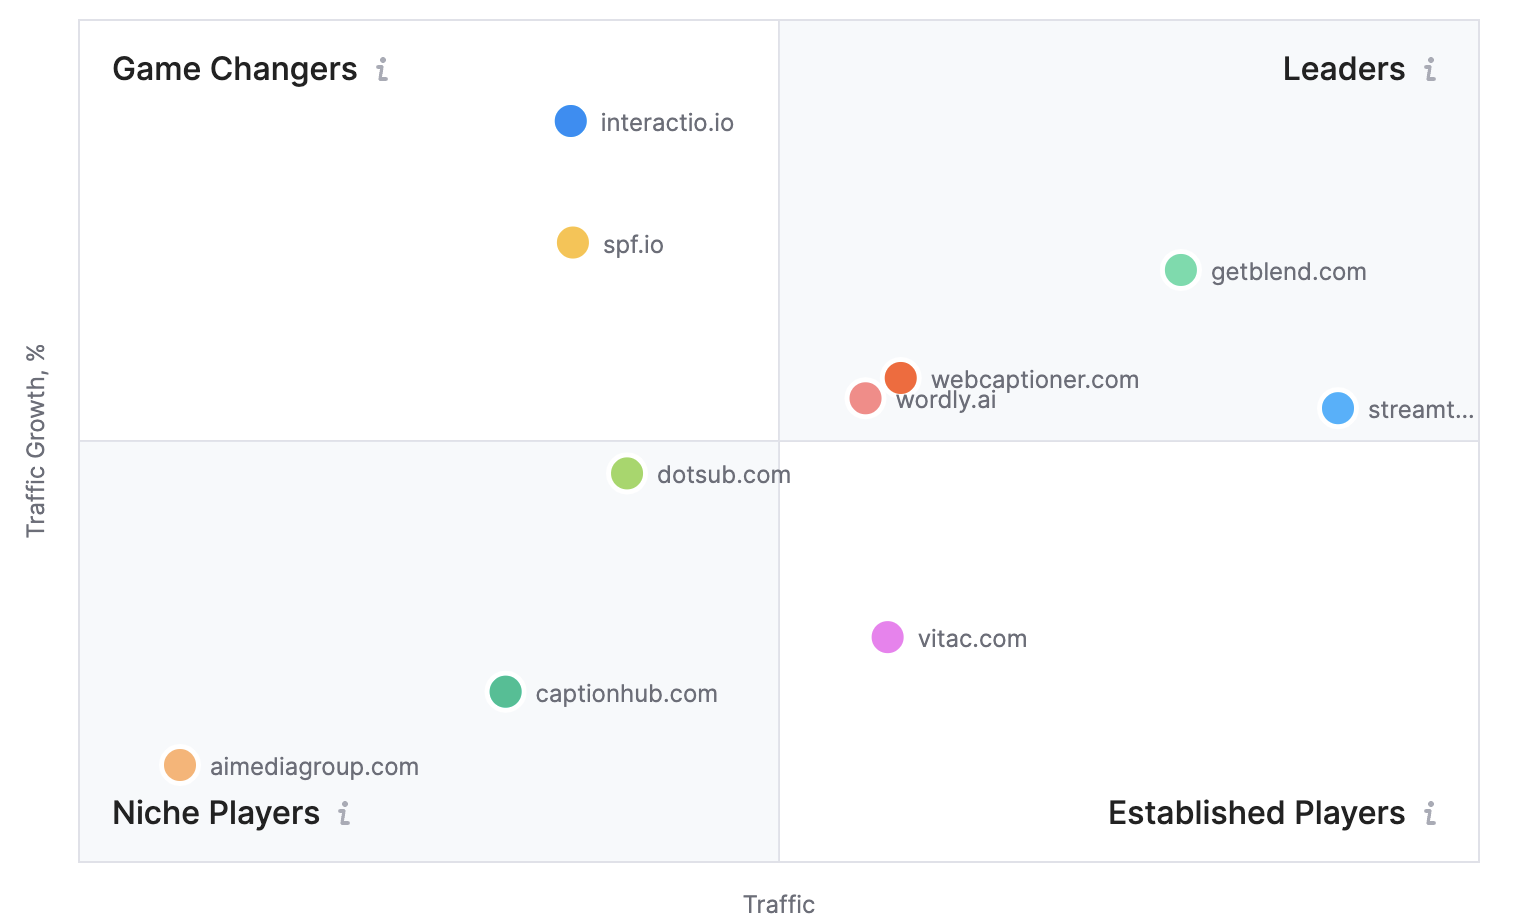 Game Changers
Leaders
interactio.io
spf.io
getblend.com
webcaptioner.com
wordly.ai
streamt...
Traffic Growth, %
dotsub.com
vitac.com
captionhub.com
aimediagroup.com
Niche Players
Established Players
Traffic